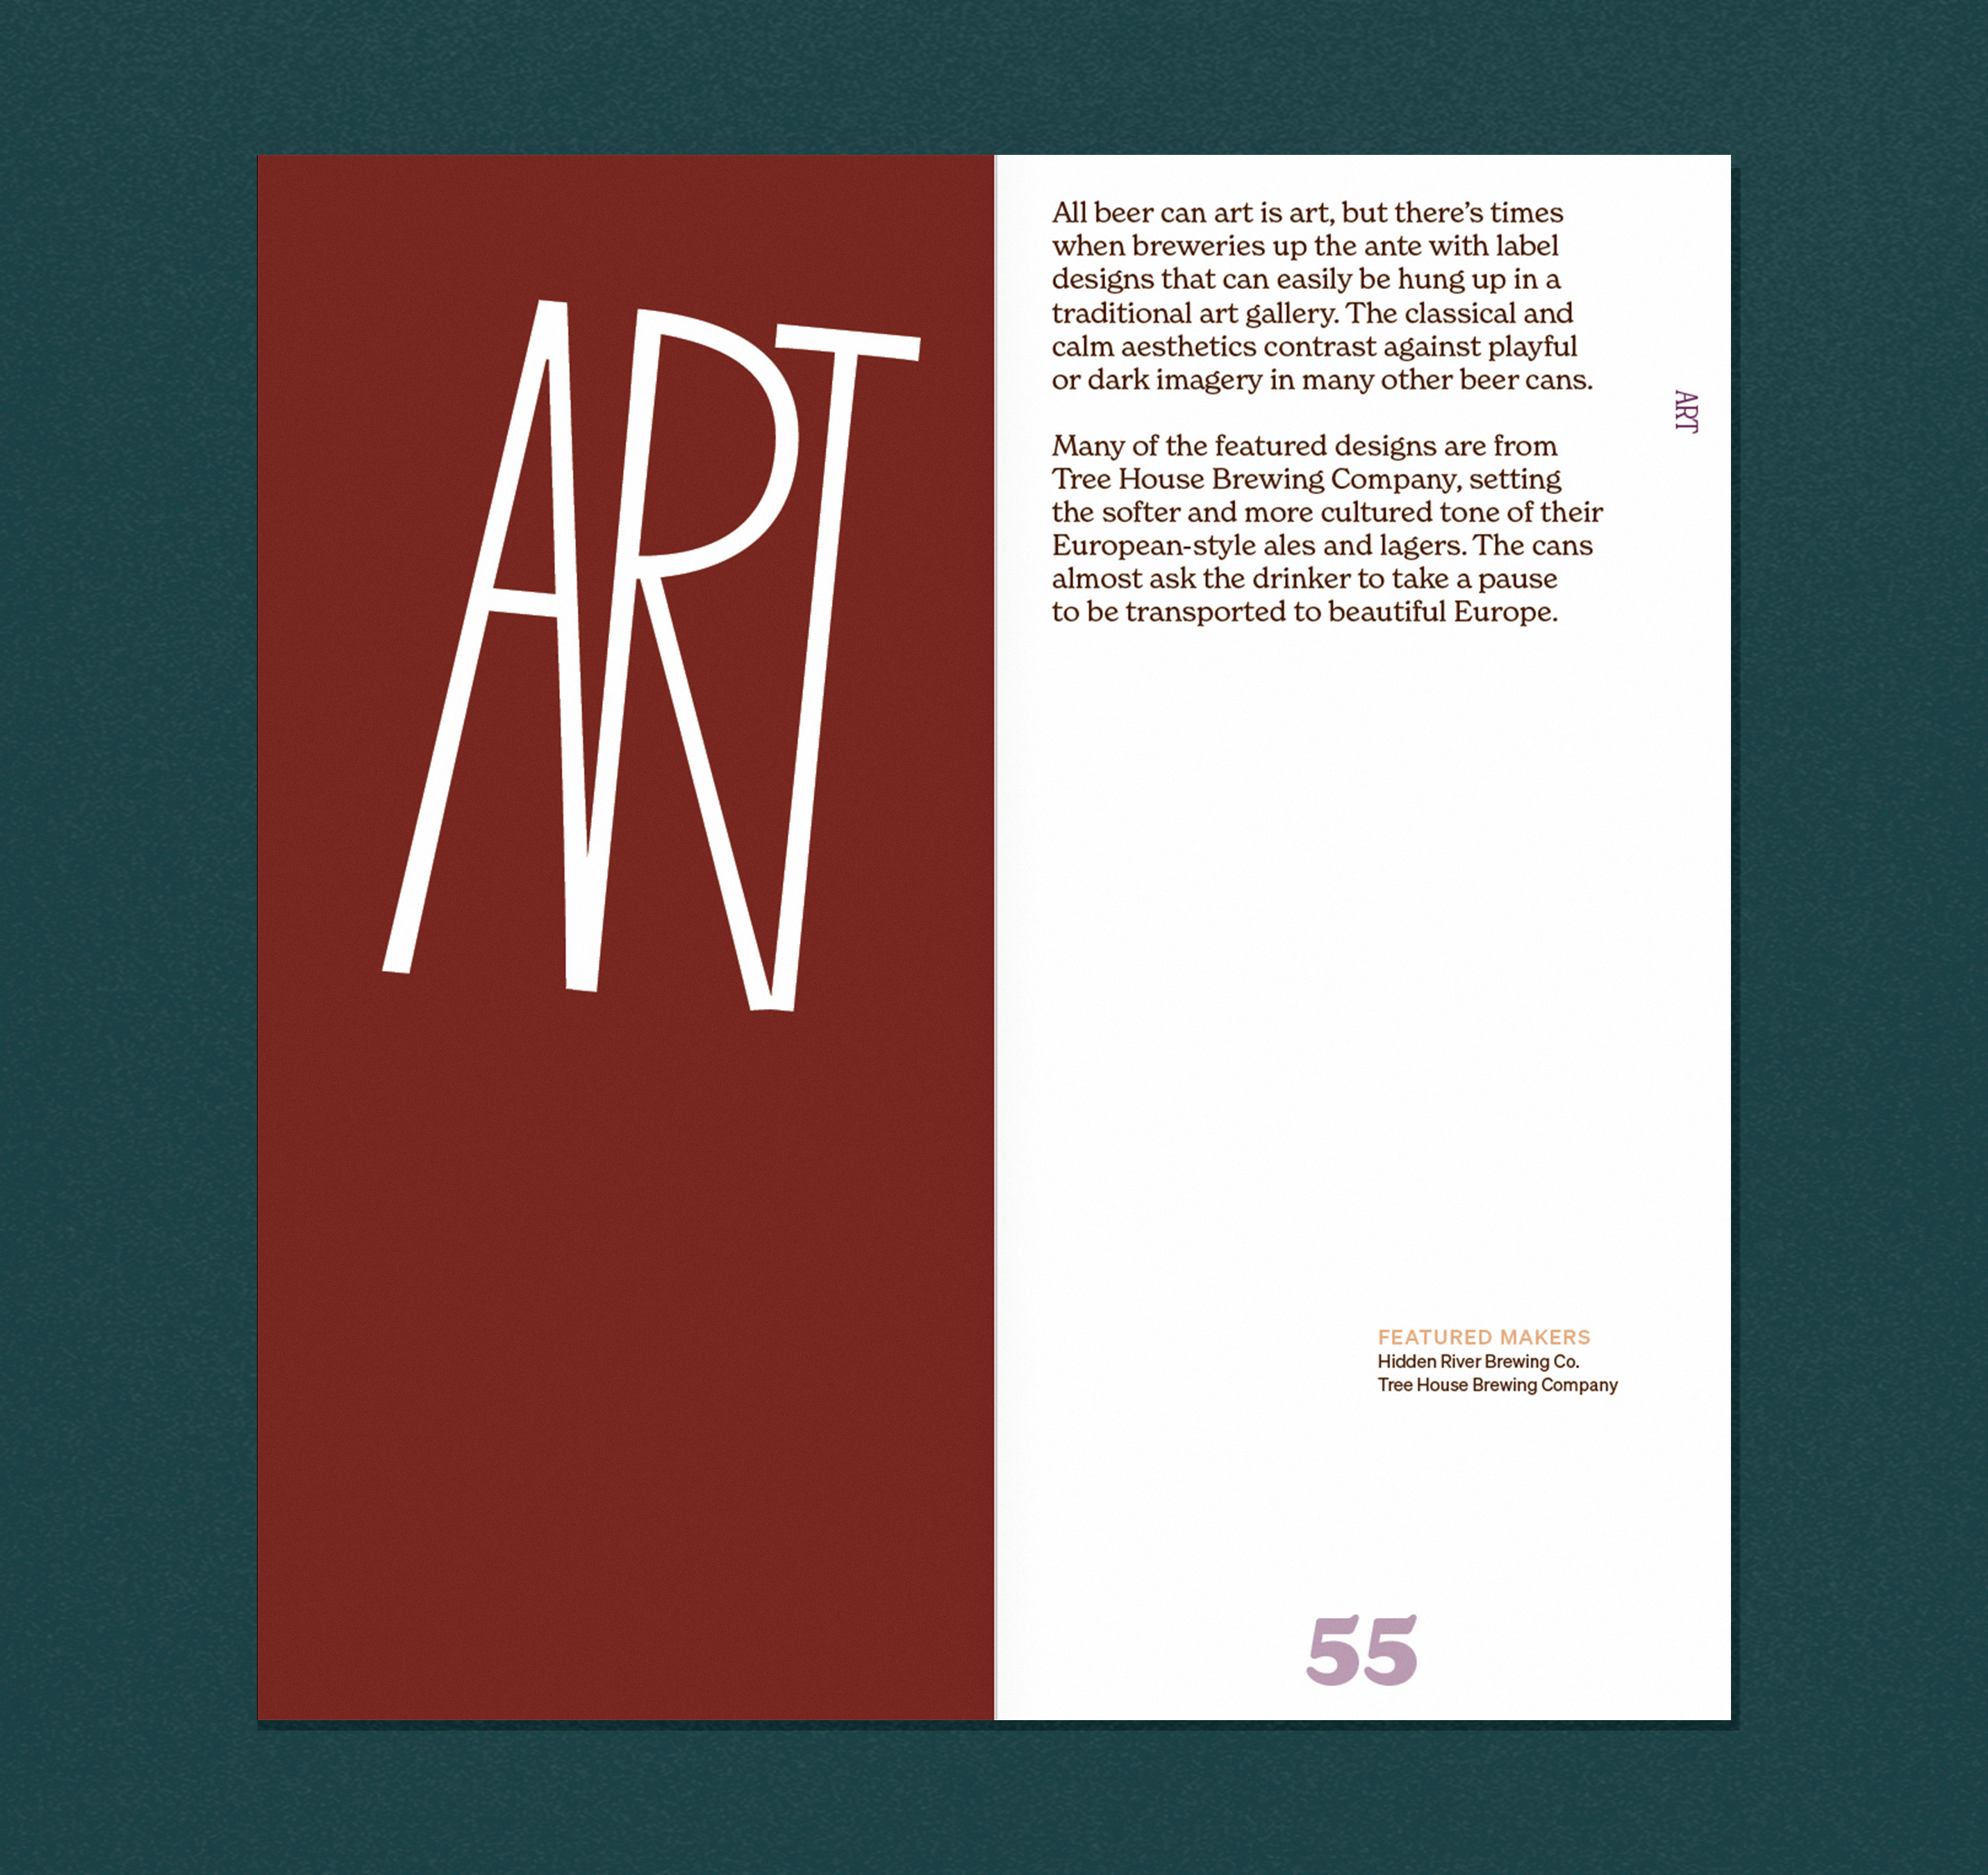 ART
All beer can art is art, but there’s times
when breweries up the ante with label
designs that can easily be hung up in a
traditional art gallery. The classical and
calm aesthetics contrast against playful
or dark imagery in many other beer cans.
Many of the featured designs are from
Tree House Brewing Company, setting
the softer and more cultured tone of their
European-style ales and lagers. The cans
almost ask the drinker to take a pause
to be transported to beautiful Europe.
ART
FEATURED MAKERS
Hidden River Brewing Co.
Tree House Brewing Company
55